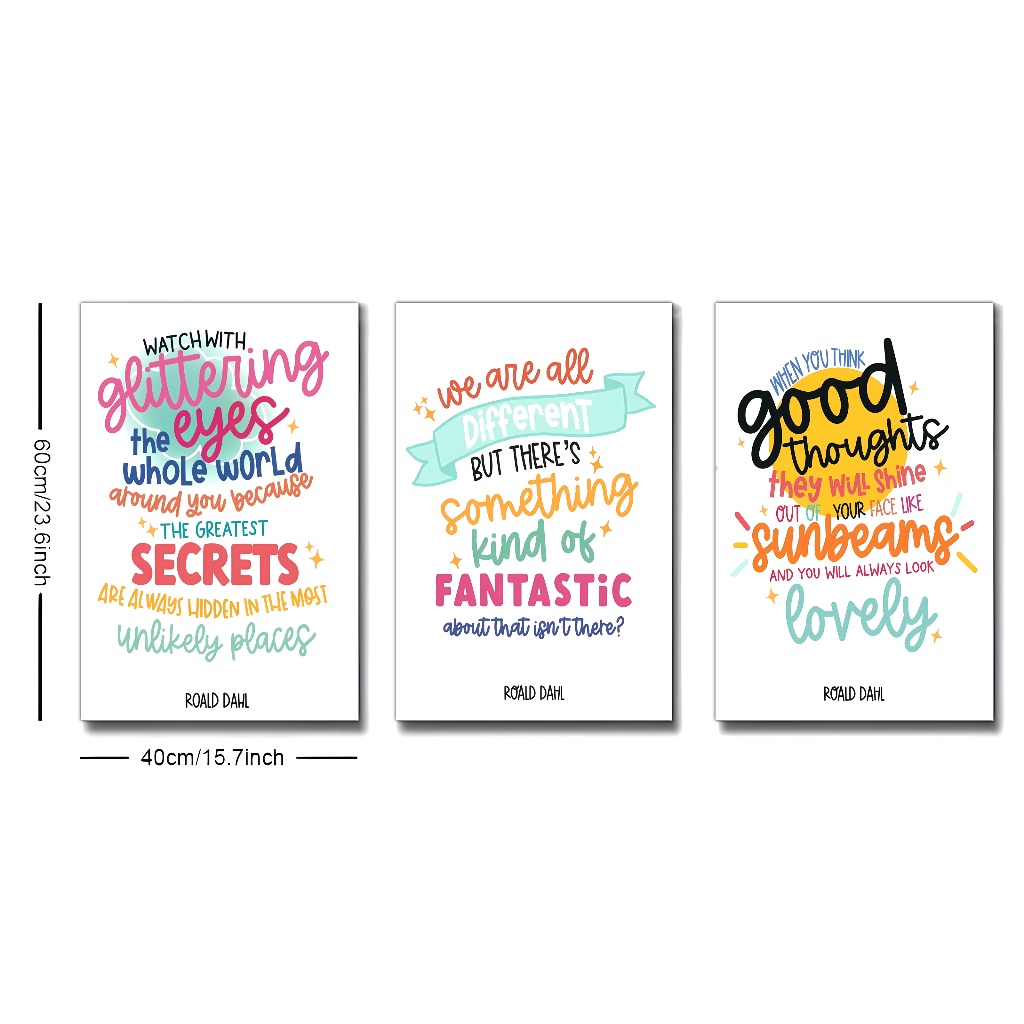 60cm/23.6inch
WATCH WITH
glittering
eyes
the
whole world
around you because
THE GREATEST
SECRETS
ARE ALWAYS HIDDEN IN THE MOST
unlikely places
ROALD DAHL
40cm/15.7inch
we are all
Different
BUT THERE'S
something
kind of
FANTASTiC
about that isn't there?
ROALD DAHL
WHEN YOU THINK
good
thoughts
they WiLL shine
OUT OF YOUR FACE LIKE
sunbeams
AND YOU WILL ALWAYS LOOK
lovely
ROALD DAHL